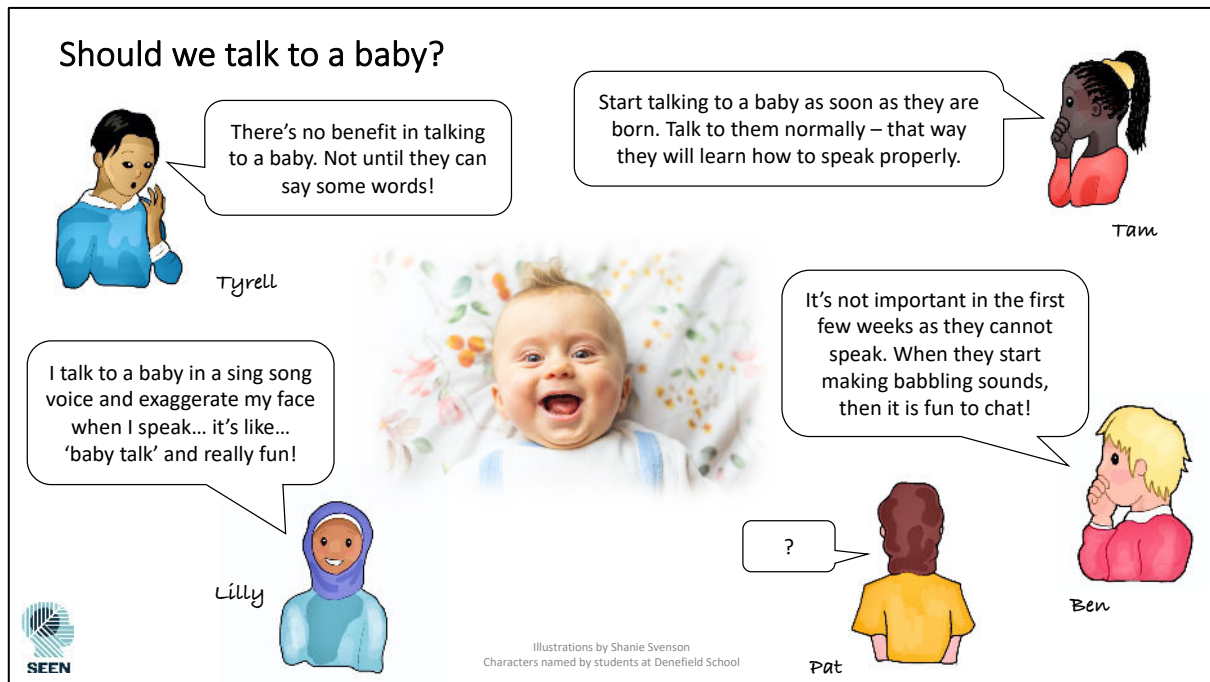 Should we talk to a baby?
There’s no benefit in talking
to a baby. Not until they can
say some words!
Tyrell
Start talking to a baby as soon as they are
born. Talk to them normally – that way
they will learn how to speak properly.
Tam
I talk to a baby in a sing song
voice and exaggerate my face
when I speak… it’s like…
‘baby talk’ and really fun!
Lilly
It’s not important in the first
few weeks as they cannot
speak. When they start
making babbling sounds,
then it is fun to chat!
Ben
?
Pat
SEEN
Illustrations by Shanie Svenson
Characters named by students at Denefield School